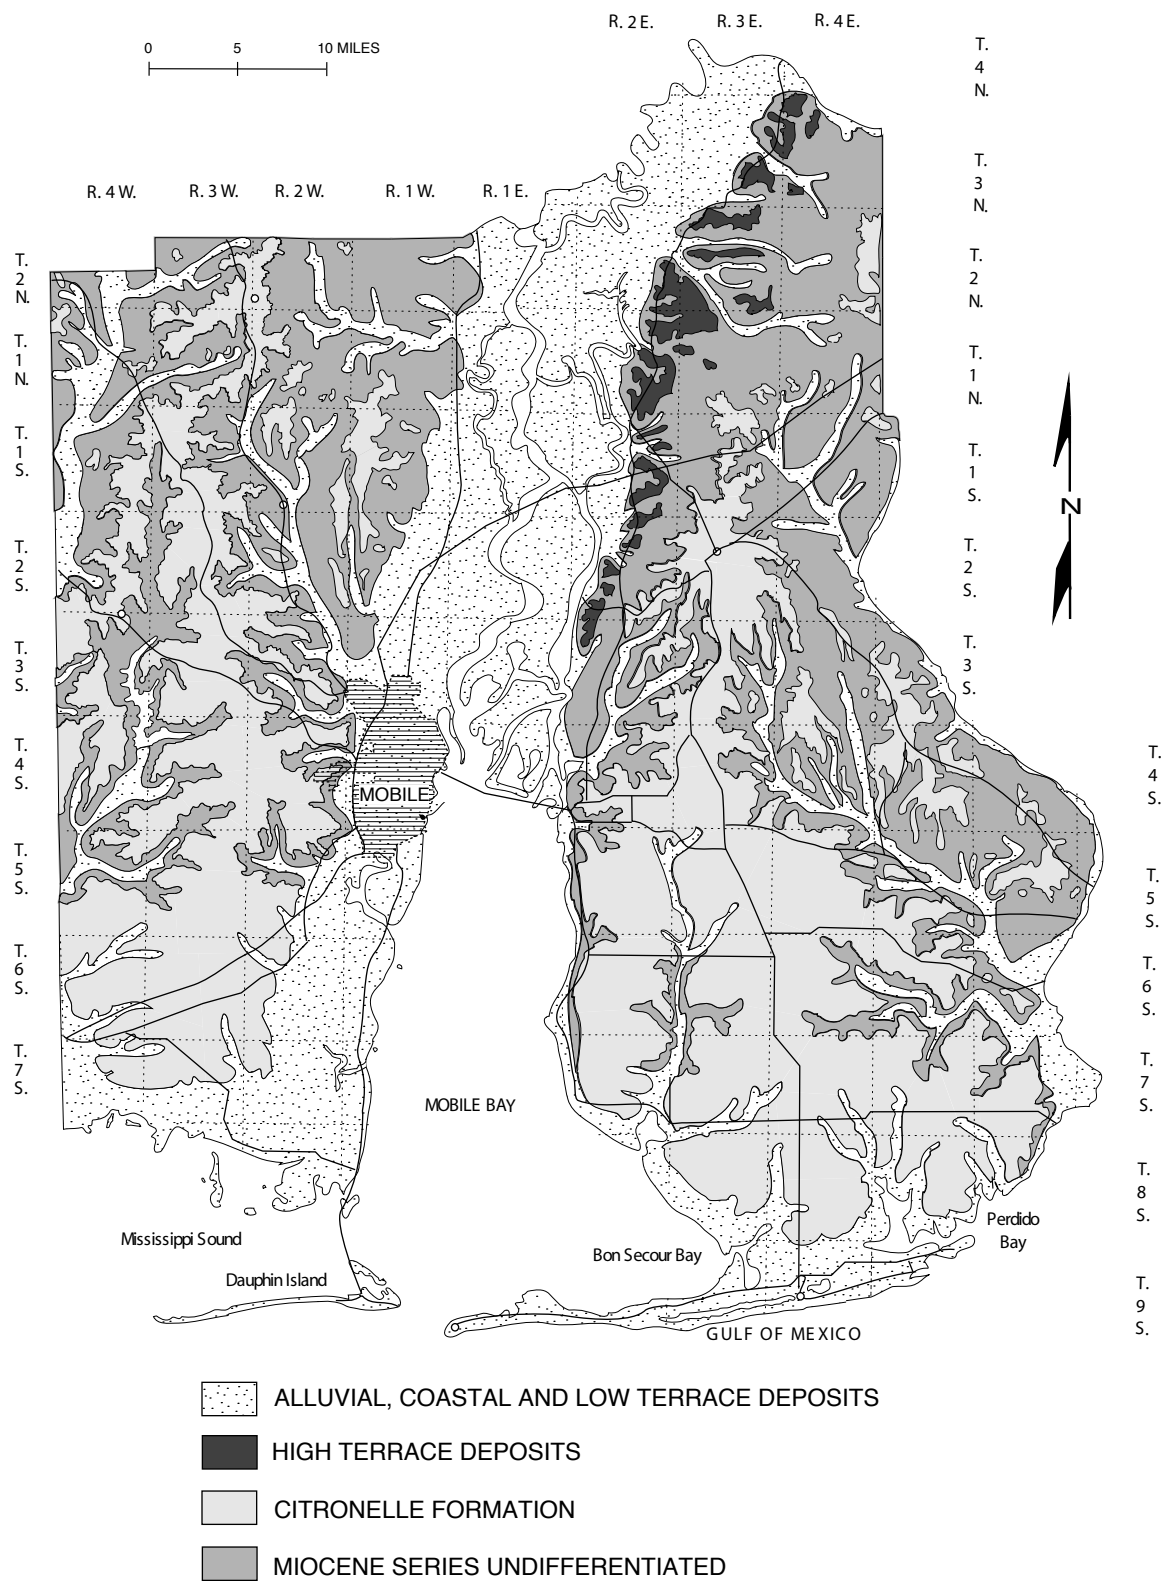 R. 2 E. R. 3 E. R. 4 E.
0 5 10 MILES
T.
4
N.
T.
3
N.
R. 4 W. R. 3 W. R. 2 W. R. 1 W. R. 1 E.
T.
2
N.
T.
2
N.
T.
1
N.
T.
1
N.
T.
1
S.
T.
1
S.
N
T.
2
S.
T.
2
S.
T.
3
S.
T.
3
S.
T.
4
S.
T.
4
S.
MOBILE
T.
5
S.
T.
5
S.
T.
6
S.
T.
6
S.
T.
7
S.
T.
7
S.
MOBILE BAY
T.
8
S.
Mississippi Sound
Perdido
Bay
Bon Secour Bay
Dauphin Island
T.
9
S.
GULF OF MEXICO
ALLUVIAL, COASTAL AND LOW TERRACE DEPOSITS
HIGH TERRACE DEPOSITS
CITRONELLE FORMATION
MIOCENE SERIES UNDIFFERENTIATED